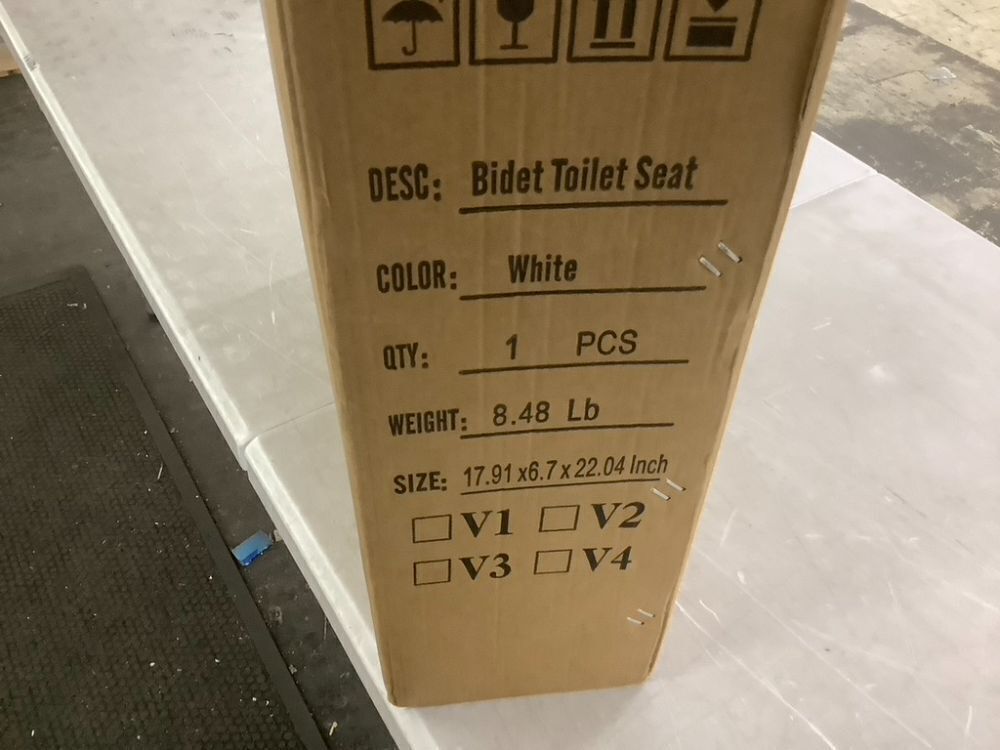 DESC: Bidet Toilet Seat
COLOR: White
QTY: 1 PCS
WEIGHT: 8.48 Lb
SIZE: 17.91 x6.7 x 22.04 Inch
V1 V2
V3 V4